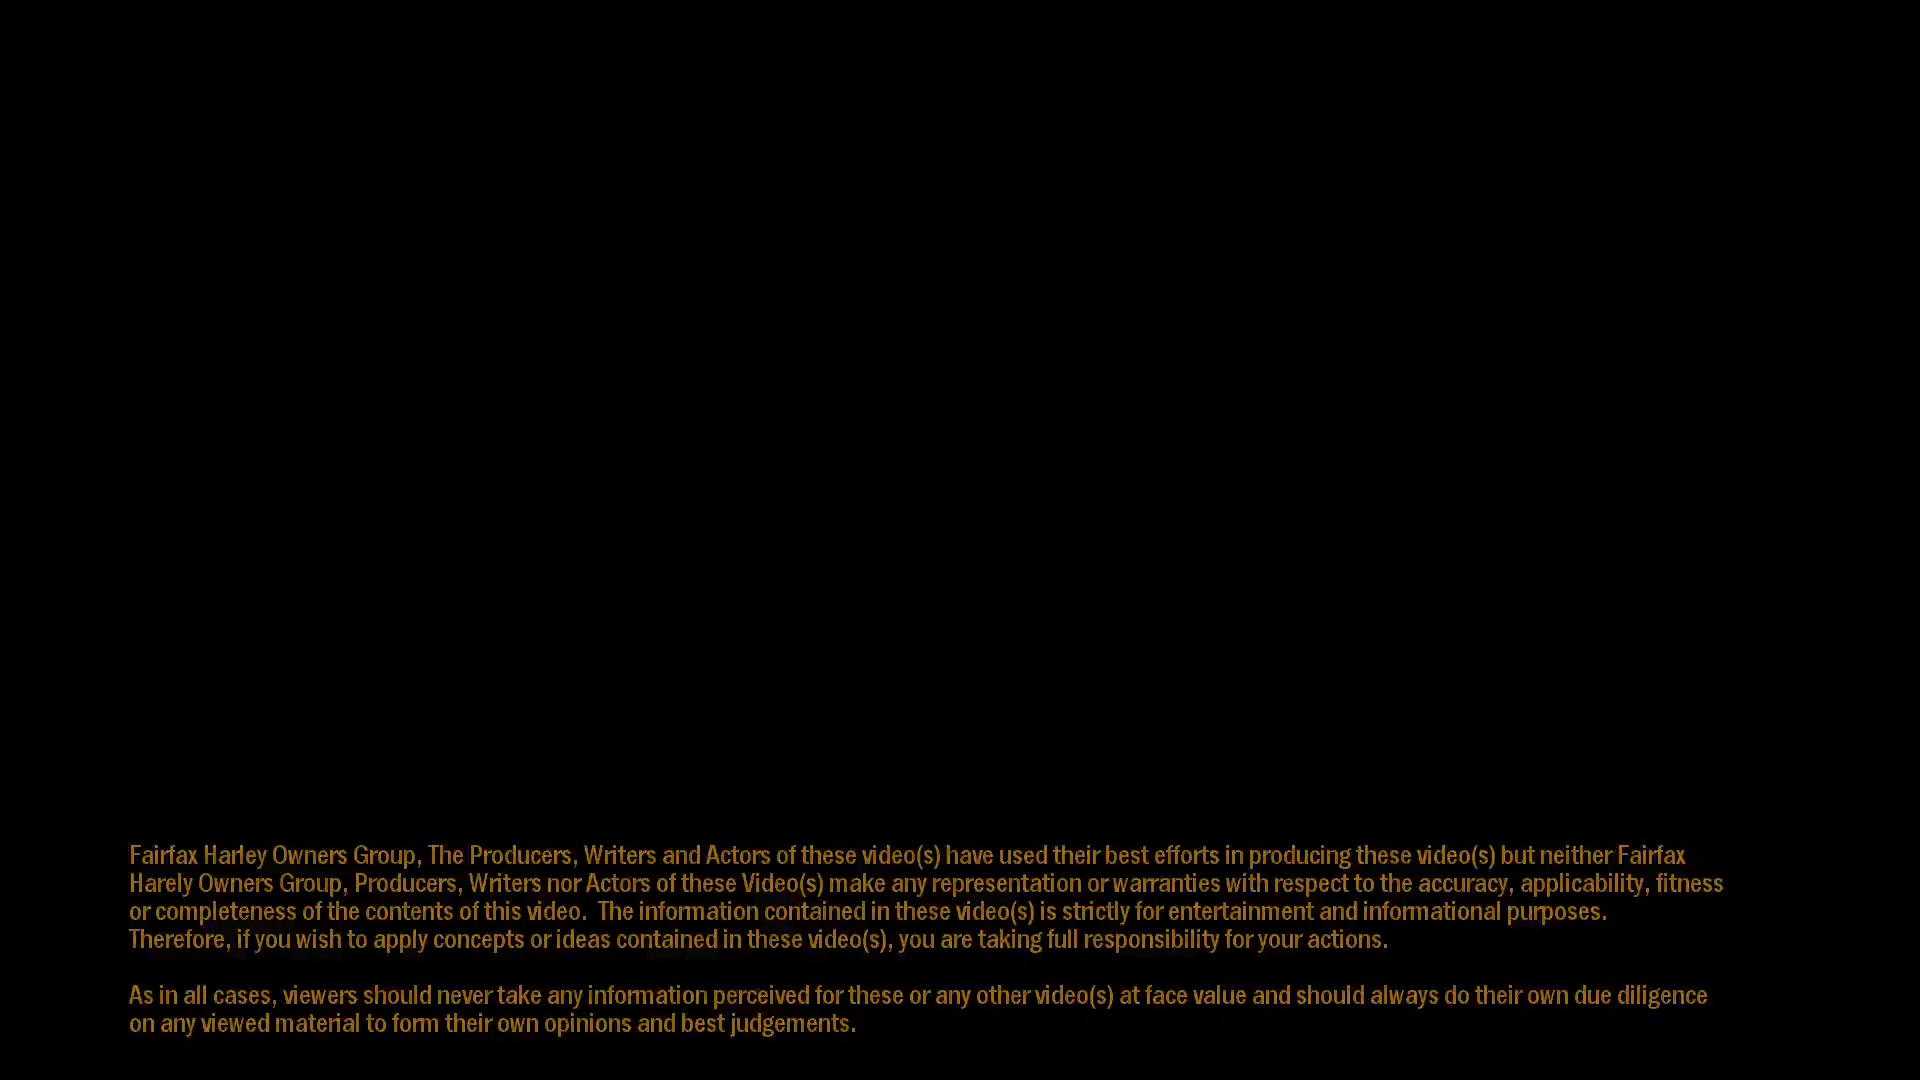 Fairfax Harley Owners Group, The Producers, Writers and Actors of these video(s) have used their best efforts in producing these video(s) but neither Fairfax
Harely Owners Group, Producers, Writers nor Actors of these Video(s) make any representation or warranties with respect to the accuracy, applicability, fitness
or completeness of the contents of this video.  The information contained in these video(s) is strictly for entertainment and informational purposes.
Therefore, if you wish to apply concepts or ideas contained in these video(s), you are taking full responsibility for your actions.
As in all cases, viewers should never take any information perceived for these or any other video(s) at face value and should always do their own due diligence
on any viewed material to form their own opinions and best judgements.